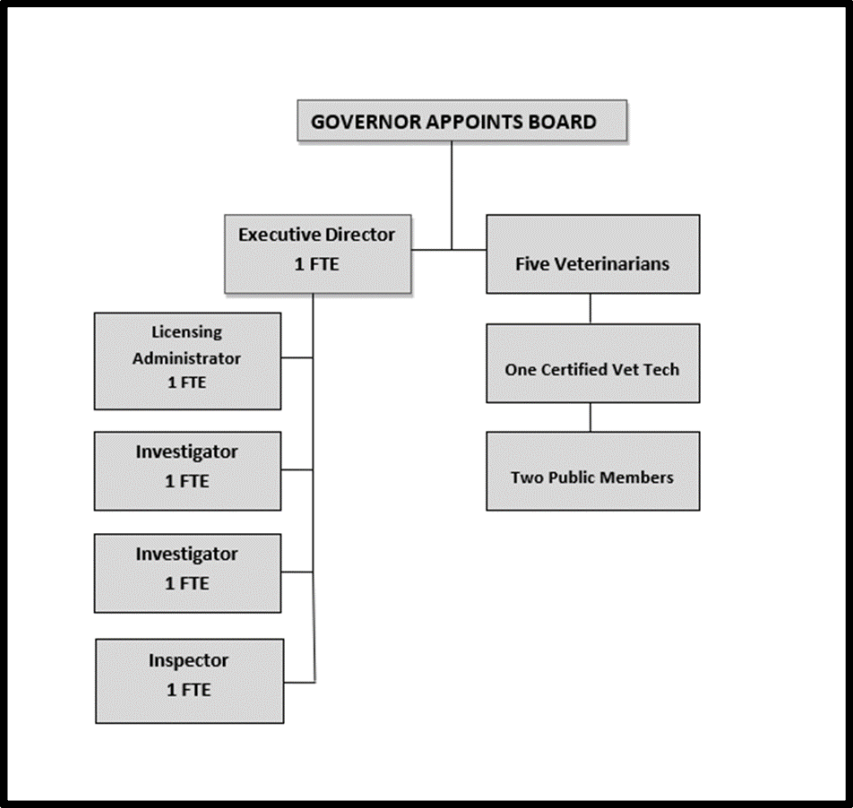 GOVERNOR APPOINTS BOARD
Executive Director
1 FTE
Five Veterinarians
Licensing
Administrator
1 FTE
One Certified Vet Tech
Investigator
1 FTE
Two Public Members
Investigator
1 FTE
Inspector
1 FTE